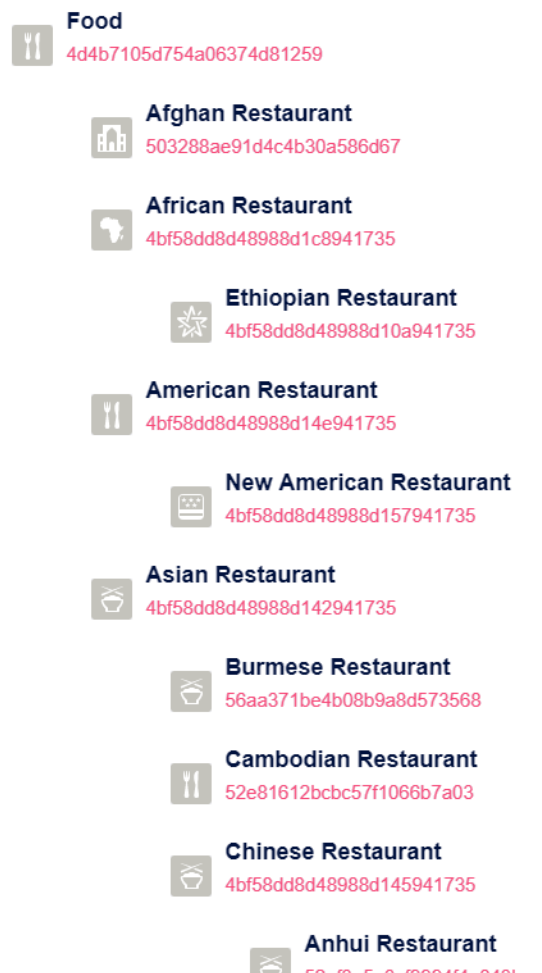 Food
4d4b7105d754a06374d81259
Afghan Restaurant
503288ae91d4c4b30a586d67
African Restaurant
4bf58dd8d48988d1c8941735
Ethiopian Restaurant
4bf58dd8d48988d10a941735
American Restaurant
4bf58dd8d48988d14e941735
New American Restaurant
4bf58dd8d48988d157941735
Asian Restaurant
4bf58dd8d48988d142941735
Burmese Restaurant
56aa371be4b08b9a8d573568
Cambodian Restaurant
52e81612bcbc57f1066b7a03
Chinese Restaurant
4bf58dd8d48988d145941735
Anhui Restaurant